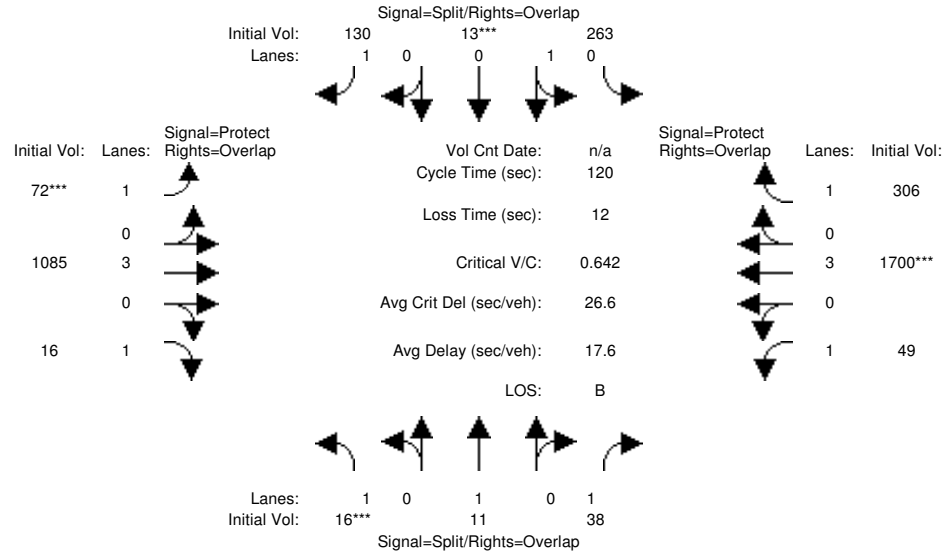 Signal=Split/Rights=Overlap
Initial Vol: 130 13*** 263
Lanes: 1 0 0 1 0
Signal=Protect Signal=Protect
Initial Vol: Lanes: Rights=Overlap Vol Cnt Date: n/a Rights=Overlap Lanes: Initial Vol:
Cycle Time (sec): 120
72*** 1 1 306
Loss Time (sec): 12
0 0
1085 3 Critical V/C: 0.642 3 1700***
0 Avg Crit Del (sec/veh): 26.6 0
16 1 Avg Delay (sec/veh): 17.6 1 49
LOS: B
Lanes: 1 0 1 0 1
Initial Vol: 16*** 11 38
Signal=Split/Rights=Overlap